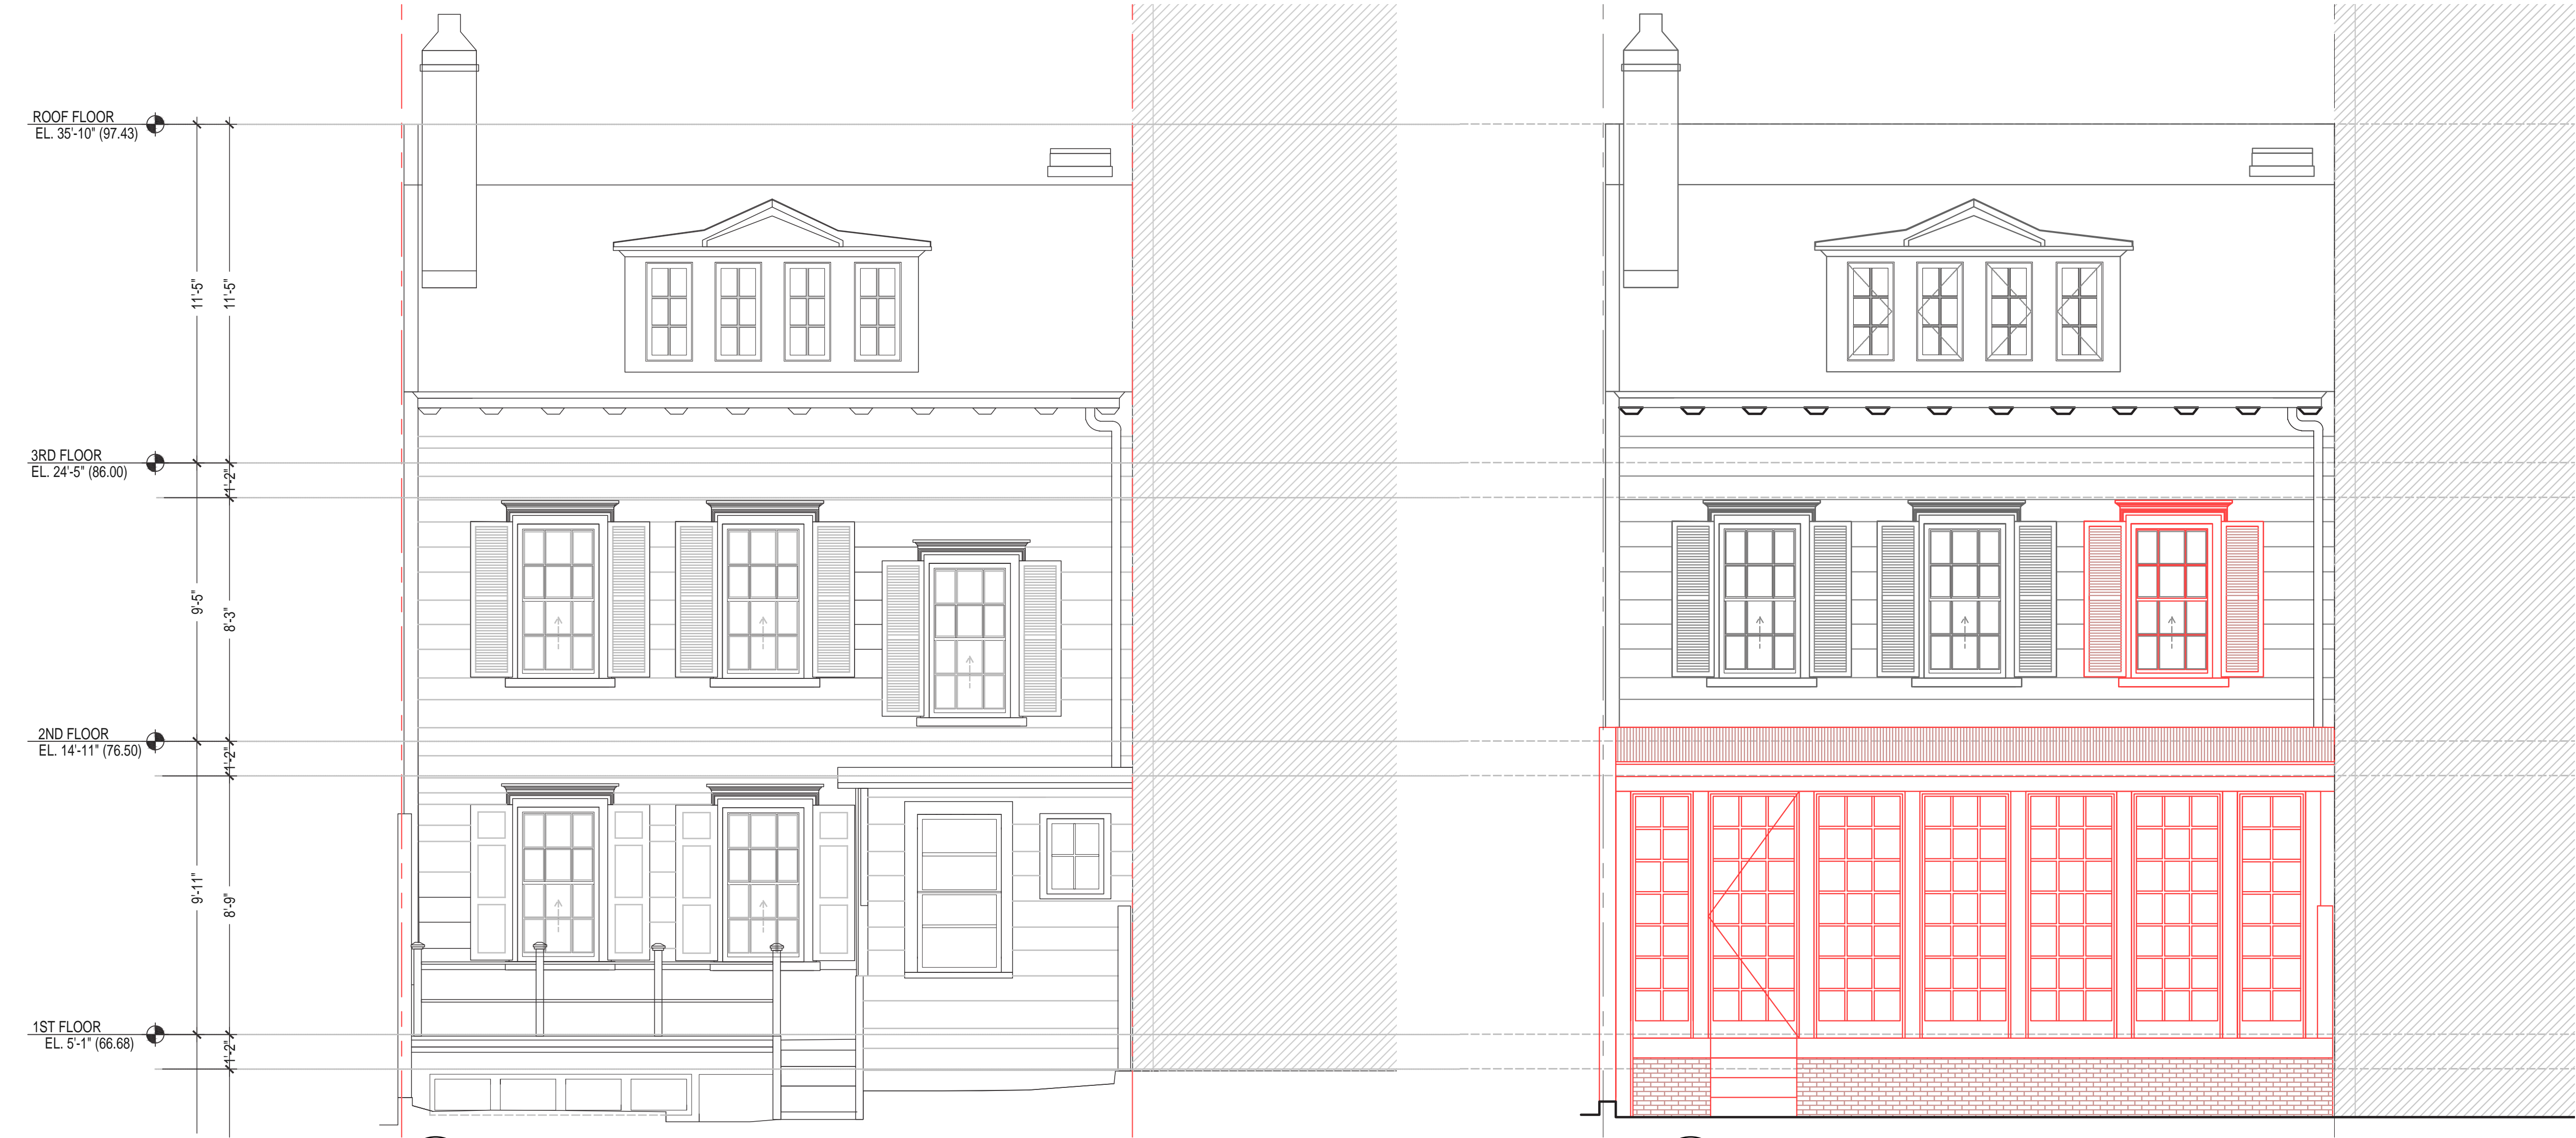 ROOF FLOOR
EL. 35'-10" (97.43)
11'-5"
11'-5"
3RD FLOOR
EL. 24'-5" (86.00)
1'-2"
9'-5"
8'-3"
2ND FLOOR
EL. 14'-11" (76.50)
1'-2"
9'-11"
8'-9"
1ST FLOOR
EL. 5'-1" (66.68)
1'-2"